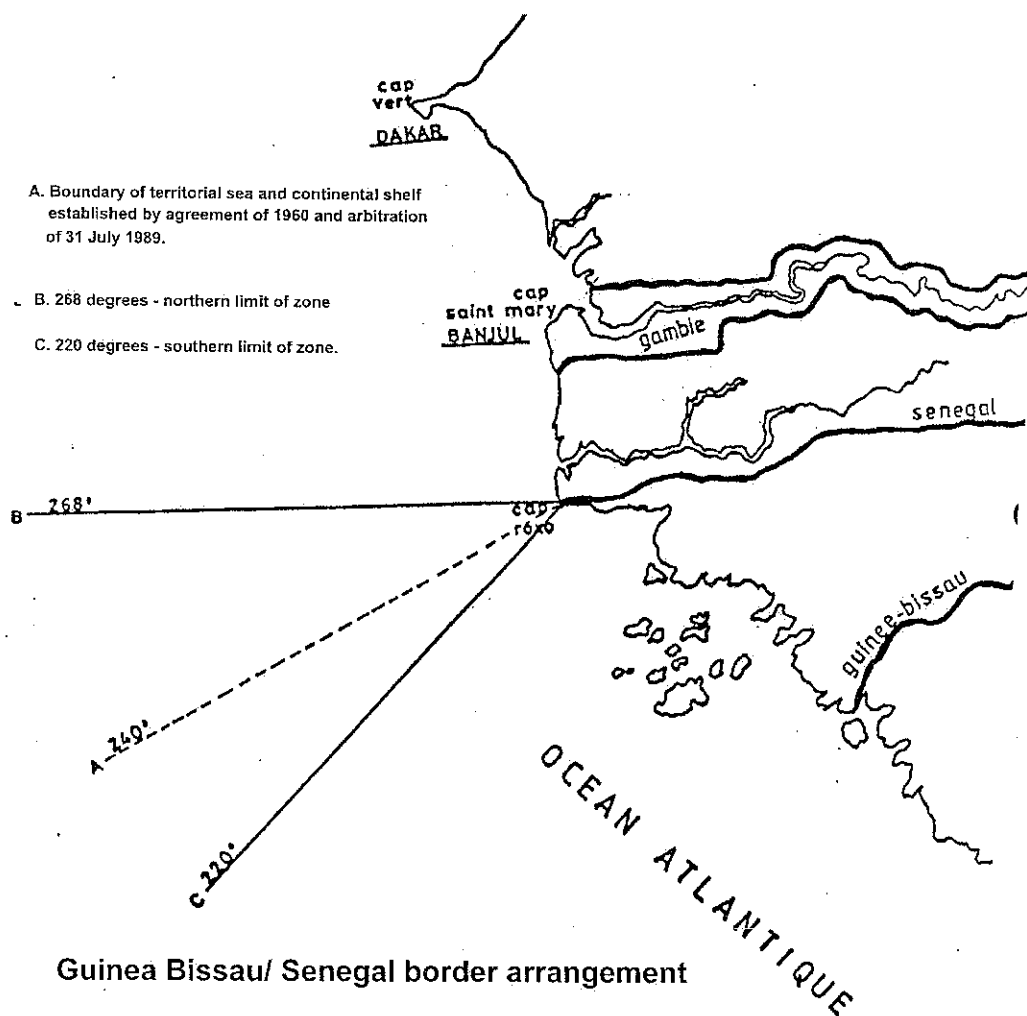 cap
vert
DAKAR
A. Boundary of territorial sea and continental shelf
established by agreement of 1960 and arbitration
of 31 July 1989.
B. 268 degrees - northern limit of zone
C. 220 degrees - southern limit of zone.
cap
saint mary
BANJUL
gambie
senegal
B 268°
cap
roxo
guinee-bissau
A 240°
C 220°
OCEAN ATLANTIQUE
Guinea Bissau/ Senegal border arrangement